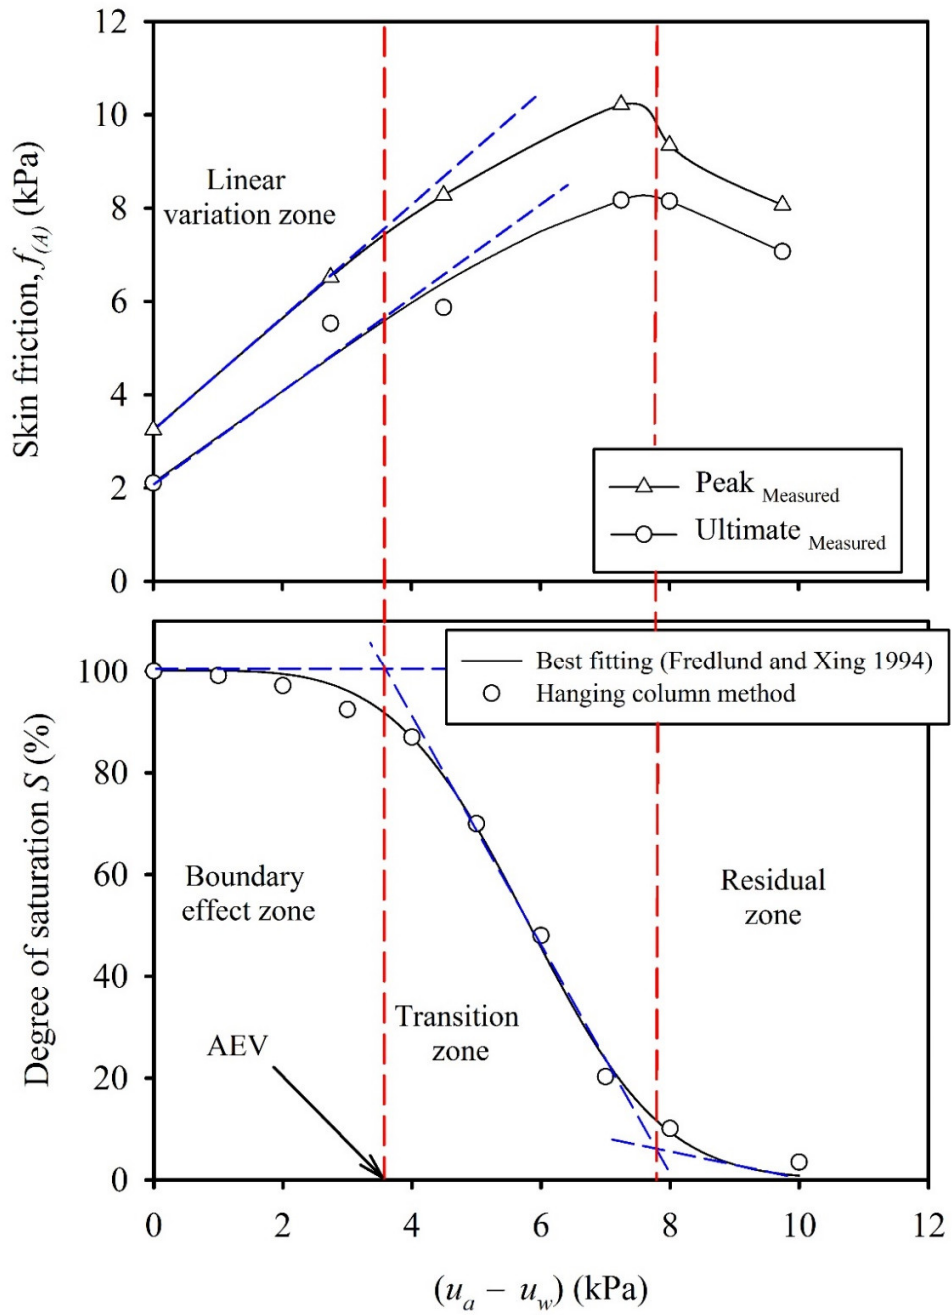 12
10
8
6
4
2
0
Skin friction, f(A) (kPa)
Linear
variation zone
Peak Measured
Ultimate Measured
100
80
60
40
20
0
Degree of saturation S (%)
Best fitting (Fredlund and Xing 1994)
Hanging column method
Boundary
effect zone
Residual
zone
Transition
zone
AEV
0 2 4 6 8 10 12
(ua – uw) (kPa)